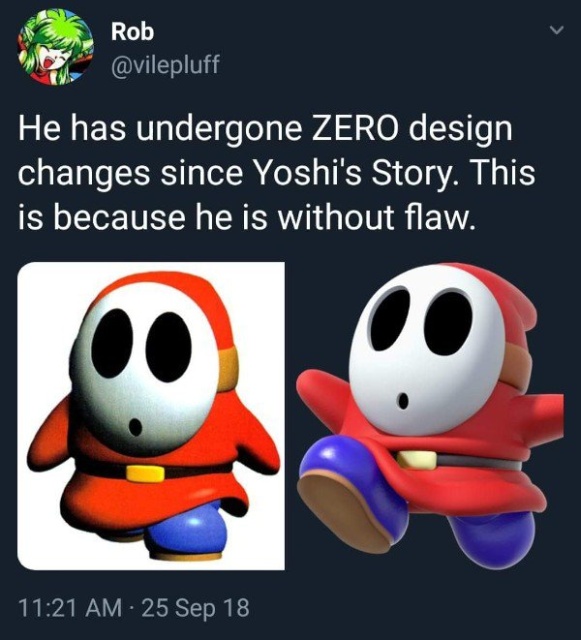 Rob
@vilepluff
He has undergone ZERO design
changes since Yoshi's Story. This
is because he is without flaw.
11:21 AM · 25 Sep 18